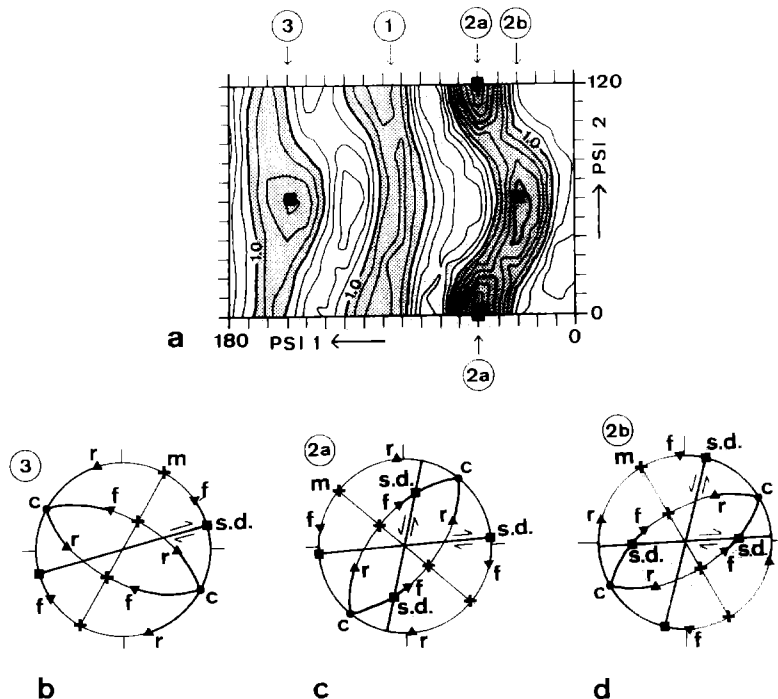 3 1 2a 2b
120
PSI 2
1.0
1.0
1.0
0
a 180 PSI 1 0
2a
3 2a 2b
r m f s.d. c f r r c f f r
r m s.d. c f s.d. f r r f f s.d. c r
f s.d. m c r r f s.d. s.d. f r c r f
b c d